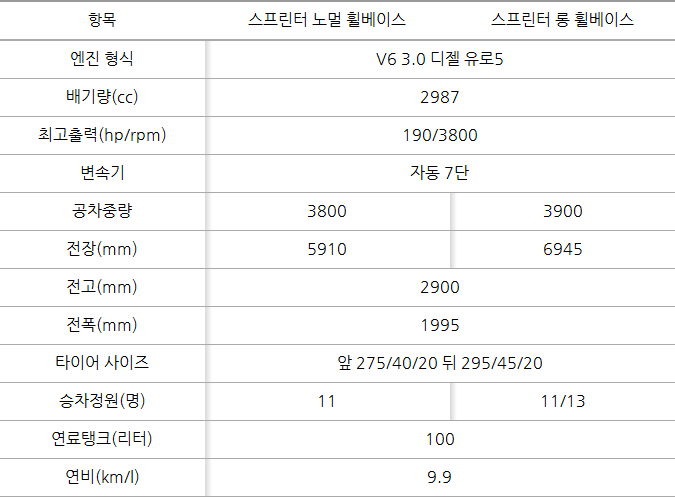 항목 스프린터 노멀 휠베이스 스프린터 롱 휠베이스
엔진 형식 V6 3.0 디젤 유로5
배기량(cc) 2987
최고출력(hp/rpm) 190/3800
변속기 자동 7단
공차중량 3800 3900
전장(mm) 5910 6945
전고(mm) 2900
전폭(mm) 1995
타이어 사이즈 앞 275/40/20 뒤 295/45/20
승차정원(명) 11 11/13
연료탱크(리터) 100
연비(km/l) 9.9